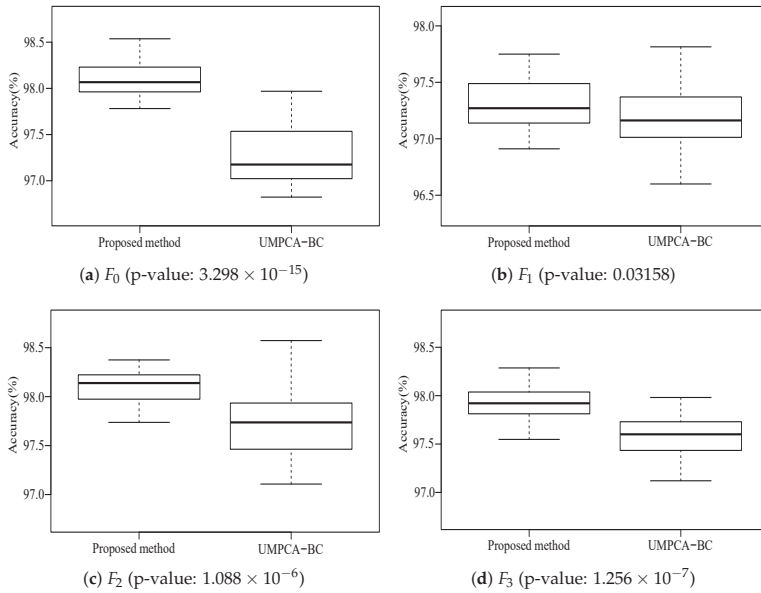 98.5
98.0
97.5
97.0
Accuracy(%)
Proposed method
UMPCA−BC
(a) F0 (p-value: 3.298 × 10−15)
98.0
97.5
97.0
96.5
Accuracy(%)
Proposed method
UMPCA−BC
(b) F1 (p-value: 0.03158)
98.5
98.0
97.5
97.0
Accuracy(%)
Proposed method
UMPCA−BC
(c) F2 (p-value: 1.088 × 10−6)
98.5
98.0
97.5
97.0
Accuracy(%)
Proposed method
UMPCA−BC
(d) F3 (p-value: 1.256 × 10−7)